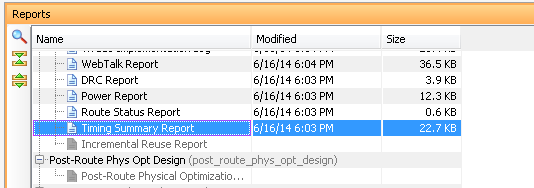 Reports
Name Modified Size
WebTalk Report 6/16/14 6:04 PM 36.5 KB
DRC Report 6/16/14 6:03 PM 3.9 KB
Power Report 6/16/14 6:03 PM 12.3 KB
Route Status Report 6/16/14 6:03 PM 0.6 KB
Timing Summary Report 6/16/14 6:03 PM 22.7 KB
Incremental Reuse Report
Post-Route Phys Opt Design (post_route_phys_opt_design)
Post-Route Physical Optimizatio...